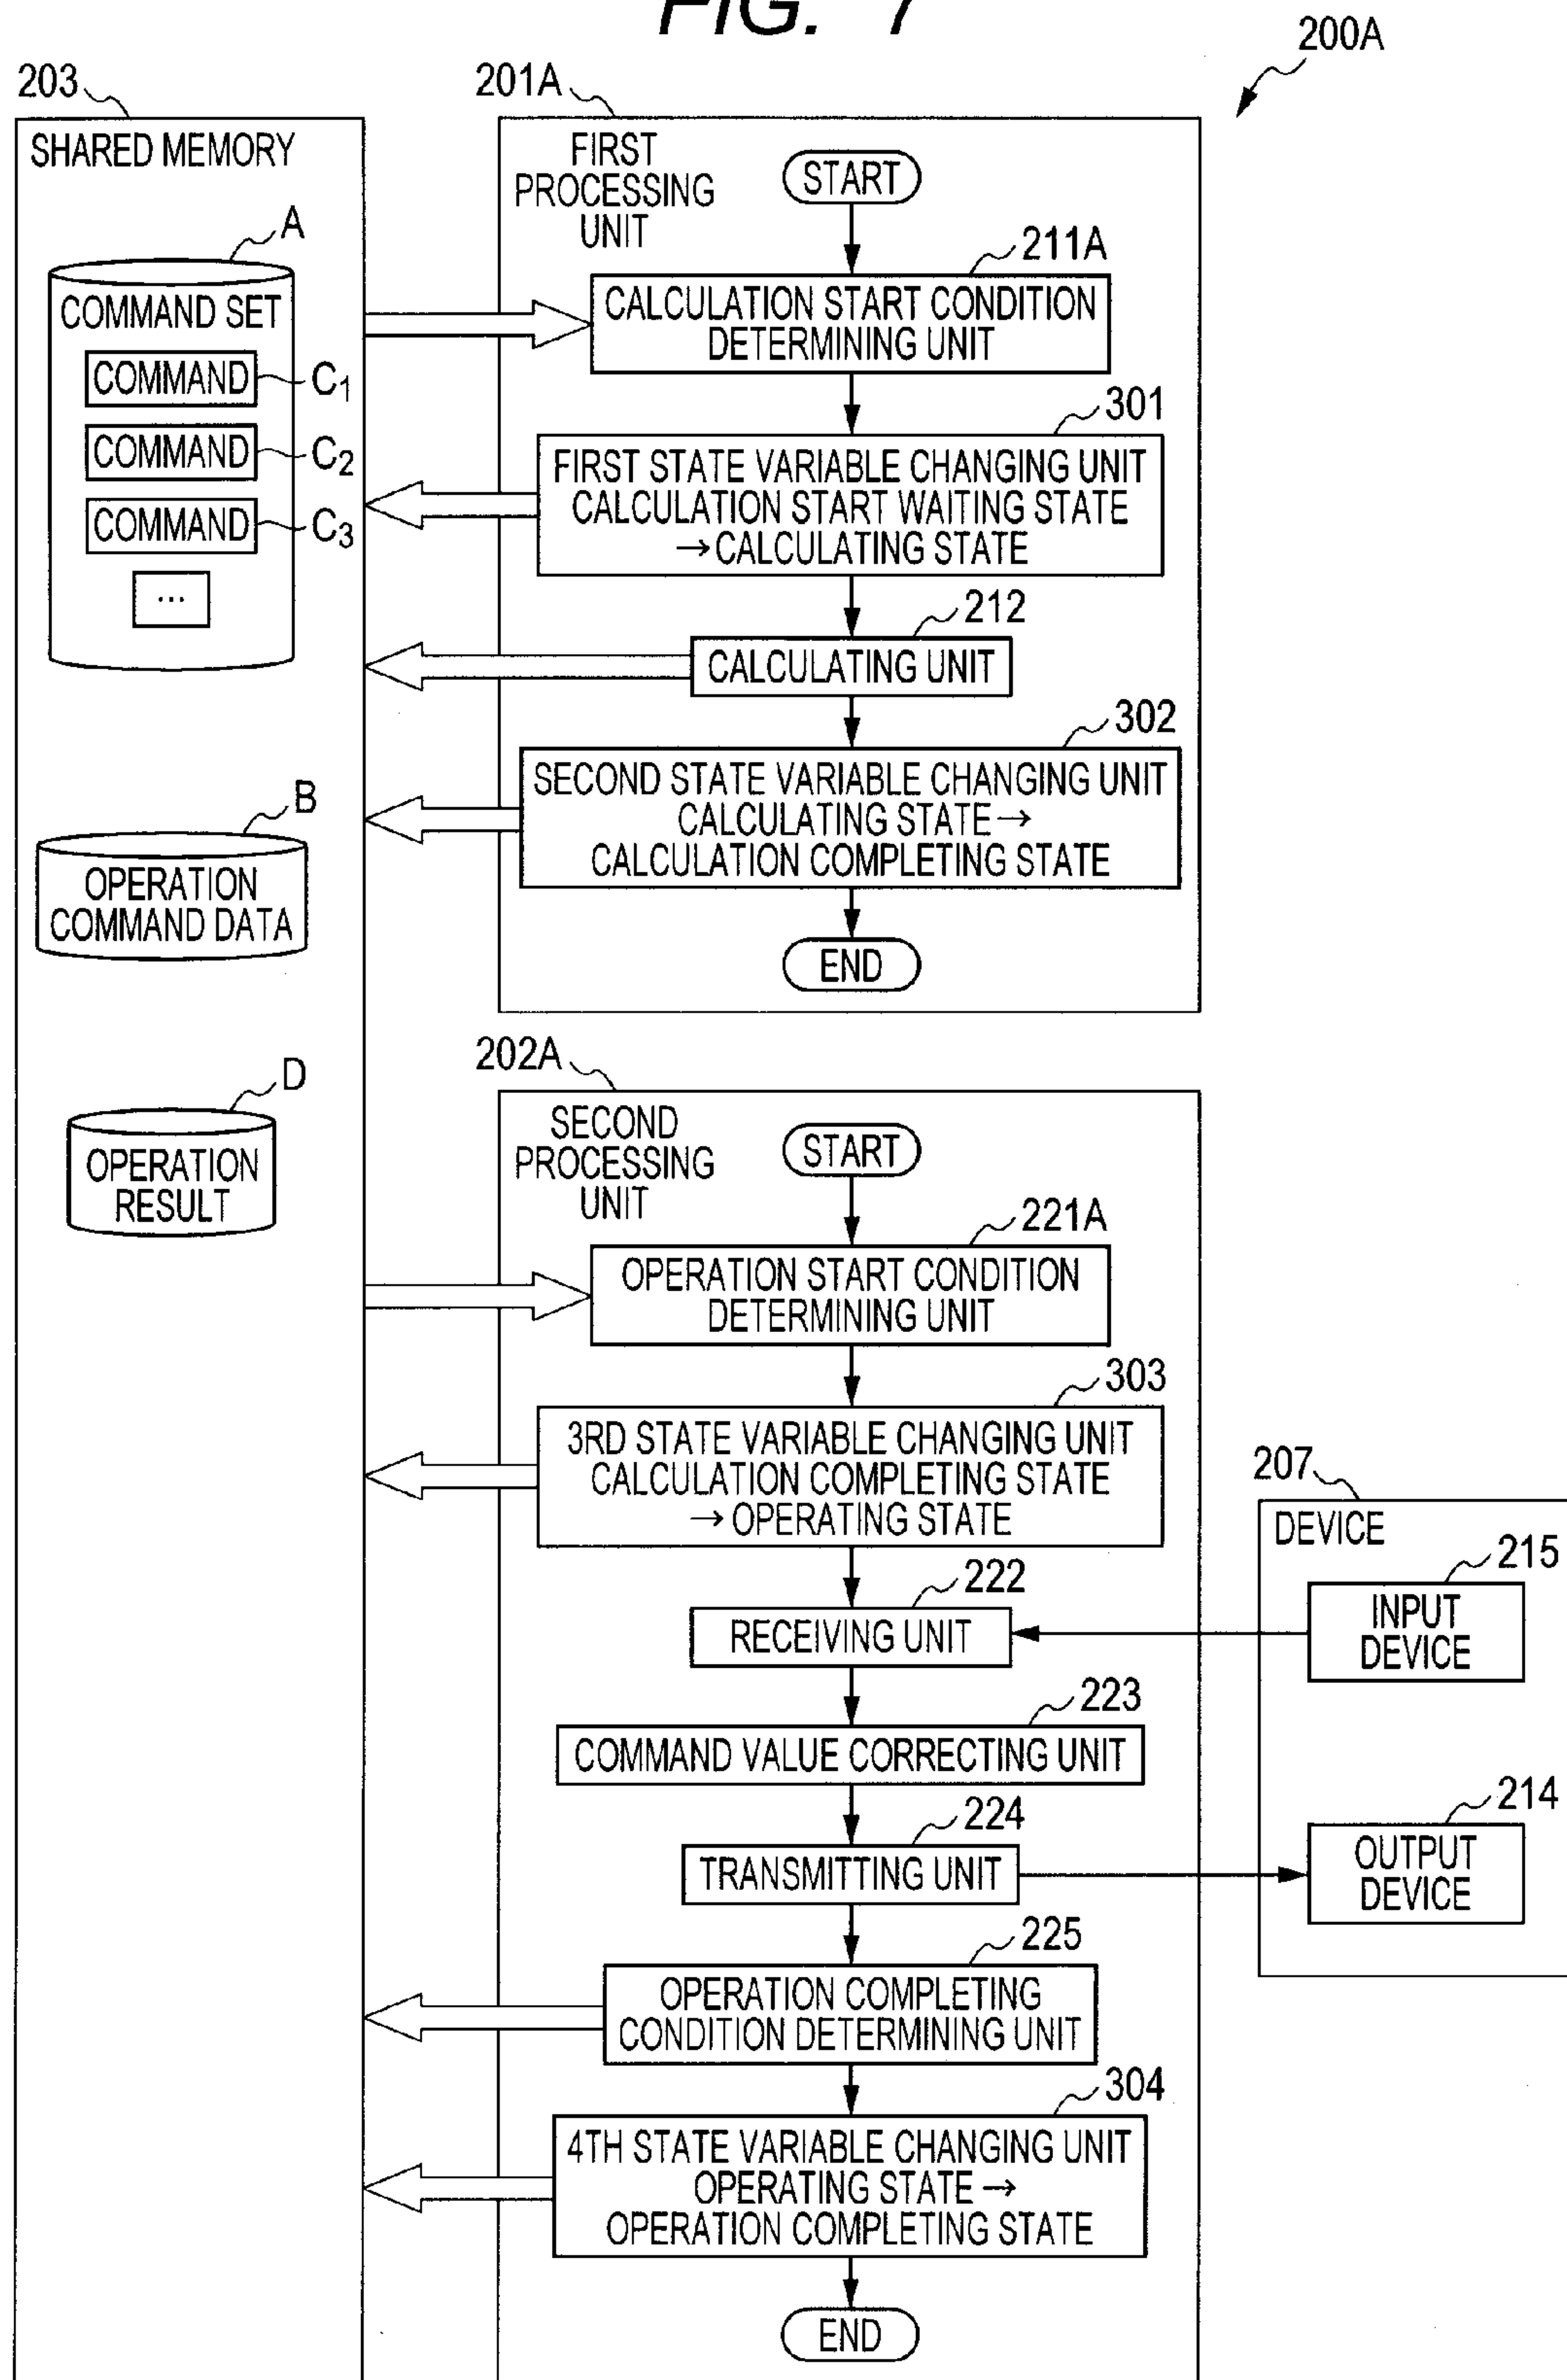 FIG. 7
200A
203
SHARED MEMORY
A
COMMAND SET
COMMAND
C1
COMMAND
C2
COMMAND
C3
...
B
OPERATION
COMMAND DATA
D
OPERATION
RESULT
201A
FIRST
PROCESSING
UNIT
START
211A
CALCULATION START CONDITION
DETERMINING UNIT
301
FIRST STATE VARIABLE CHANGING UNIT
CALCULATION START WAITING STATE
→CALCULATING STATE
212
CALCULATING UNIT
302
SECOND STATE VARIABLE CHANGING UNIT
CALCULATING STATE→
CALCULATION COMPLETING STATE
END
202A
SECOND
PROCESSING
UNIT
START
221A
OPERATION START CONDITION
DETERMINING UNIT
303
3RD STATE VARIABLE CHANGING UNIT
CALCULATION COMPLETING STATE
→ OPERATING STATE
222
RECEIVING UNIT
223
COMMAND VALUE CORRECTING UNIT
224
TRANSMITTING UNIT
225
OPERATION COMPLETING
CONDITION DETERMINING UNIT
304
4TH STATE VARIABLE CHANGING UNIT
OPERATING STATE →
OPERATION COMPLETING STATE
END
207
DEVICE
215
INPUT
DEVICE
214
OUTPUT
DEVICE